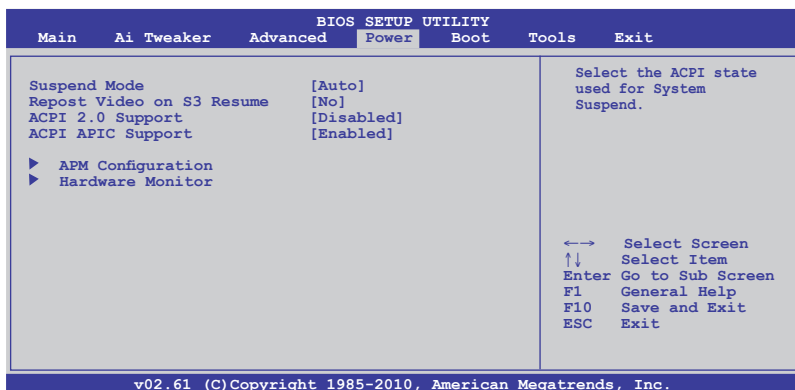 BIOS SETUP UTILITY
Main Ai Tweaker Advanced Power Boot Tools Exit
Suspend Mode [Auto]
Repost Video on S3 Resume [No]
ACPI 2.0 Support [Disabled]
ACPI APIC Support [Enabled]
APM Configuration
Hardware Monitor
Select the ACPI state
used for System
Suspend.
←→ Select Screen
↑↓ Select Item
Enter Go to Sub Screen
F1 General Help
F10 Save and Exit
ESC Exit
v02.61 (C)Copyright 1985-2010, American Megatrends, Inc.